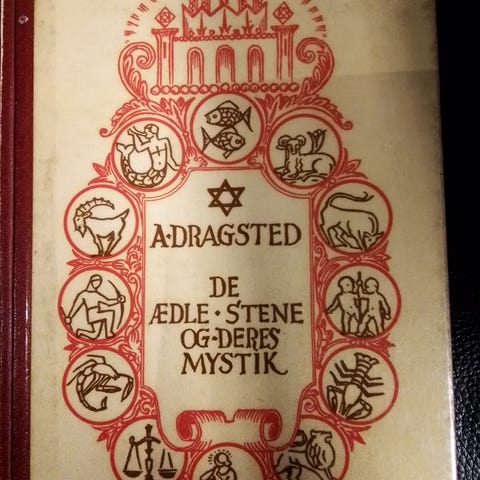 A·DRAGSTED
DE
ÆDLE·STENE
OG·DERES
MYSTIK